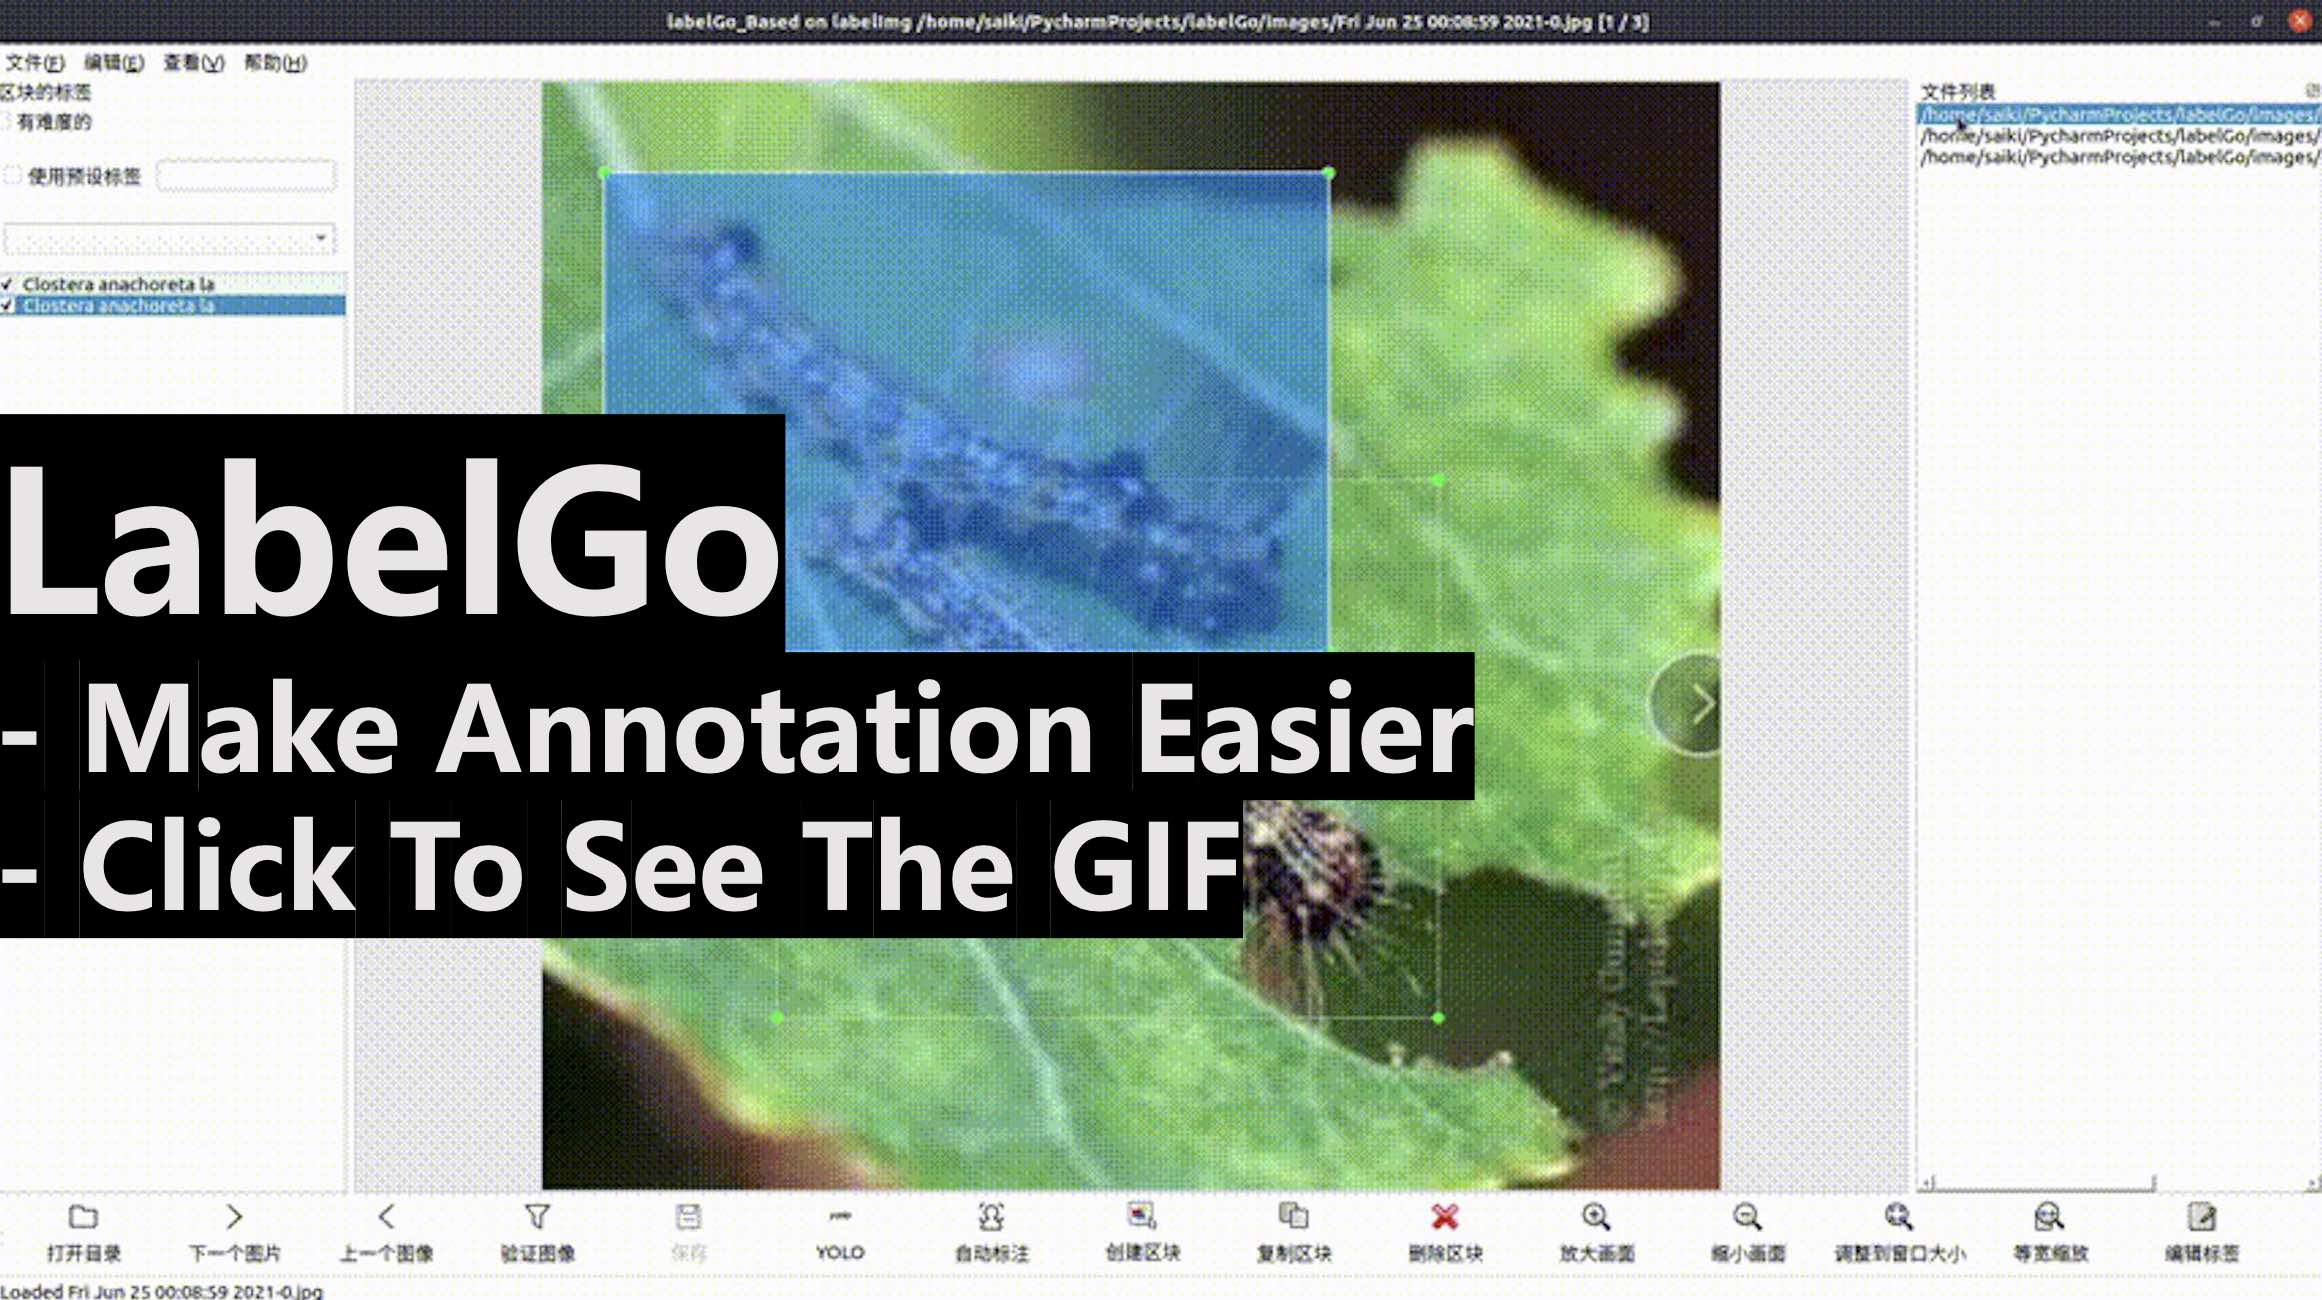 labelGo_Based on labelImg /home/saiki/PycharmProjects/labelGo/images/Fri Jun 25 00:08:59 2021-0.jpg [1 / 3]
文件(F) 编辑(E) 查看(V) 帮助(H)
区块的标签
有难度的
使用预设标签
Clostera anachoreta la
Clostera anachoreta la
文件列表
/home/saiki/PycharmProjects/labelGo/images/
/home/saiki/PycharmProjects/labelGo/images/
/home/saiki/PycharmProjects/labelGo/images/
LabelGo
- Make Annotation Easier
- Click To See The GIF
打开目录 下一个图片 上一个图像 验证图像 保存 YOLO 自动标注 创建区块 复制区块 删除区块 放大画面 缩小画面 调整到窗口大小 等宽缩放 编辑标签
Loaded Fri Jun 25 00:08:59 2021-0.jpg